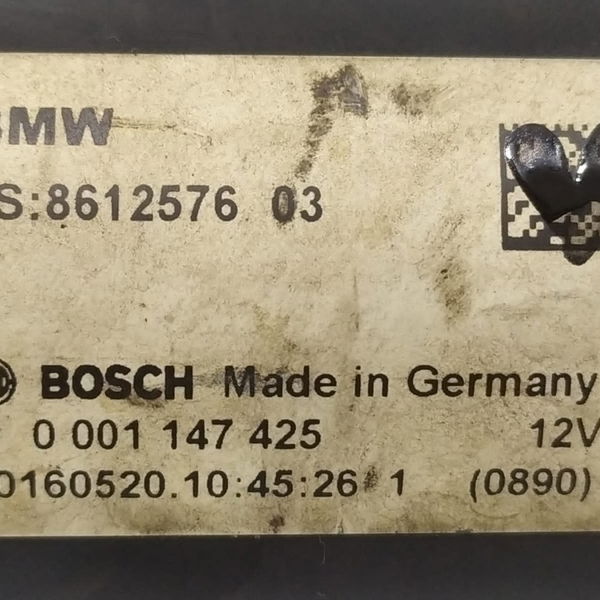 BMW
S:8612576 03
BOSCH Made in Germany
0 001 147 425 12V
0160520.10:45:26 1 (0890)